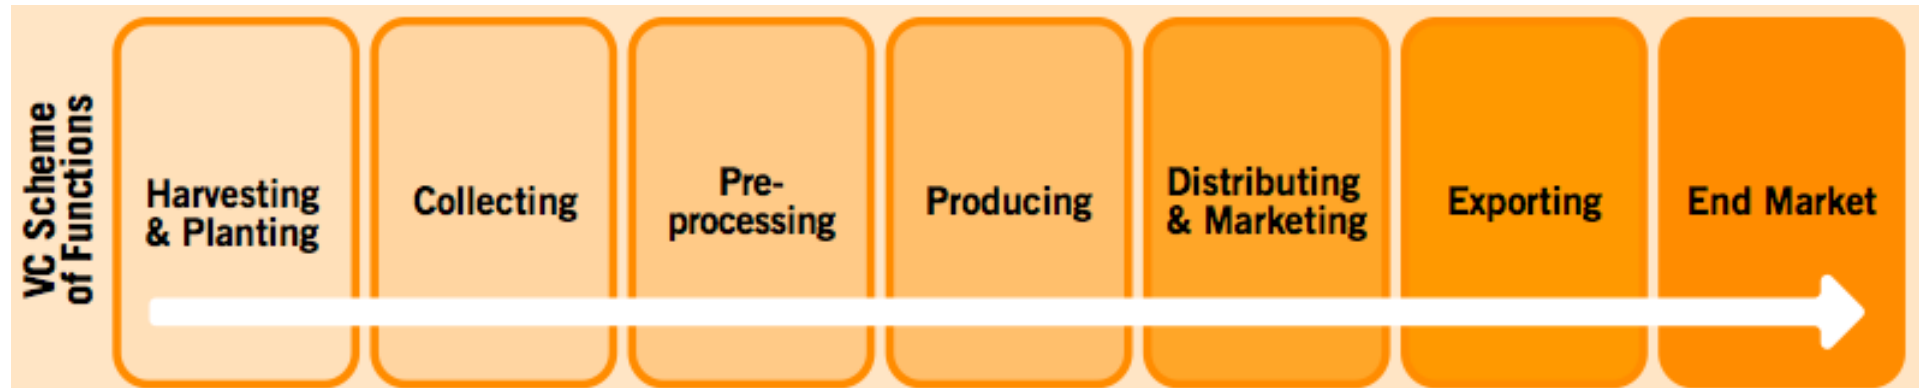 VC Scheme
of Functions
Harvesting
& Planting
Collecting
Pre-
processing
Producing
Distributing
& Marketing
Exporting
End Market